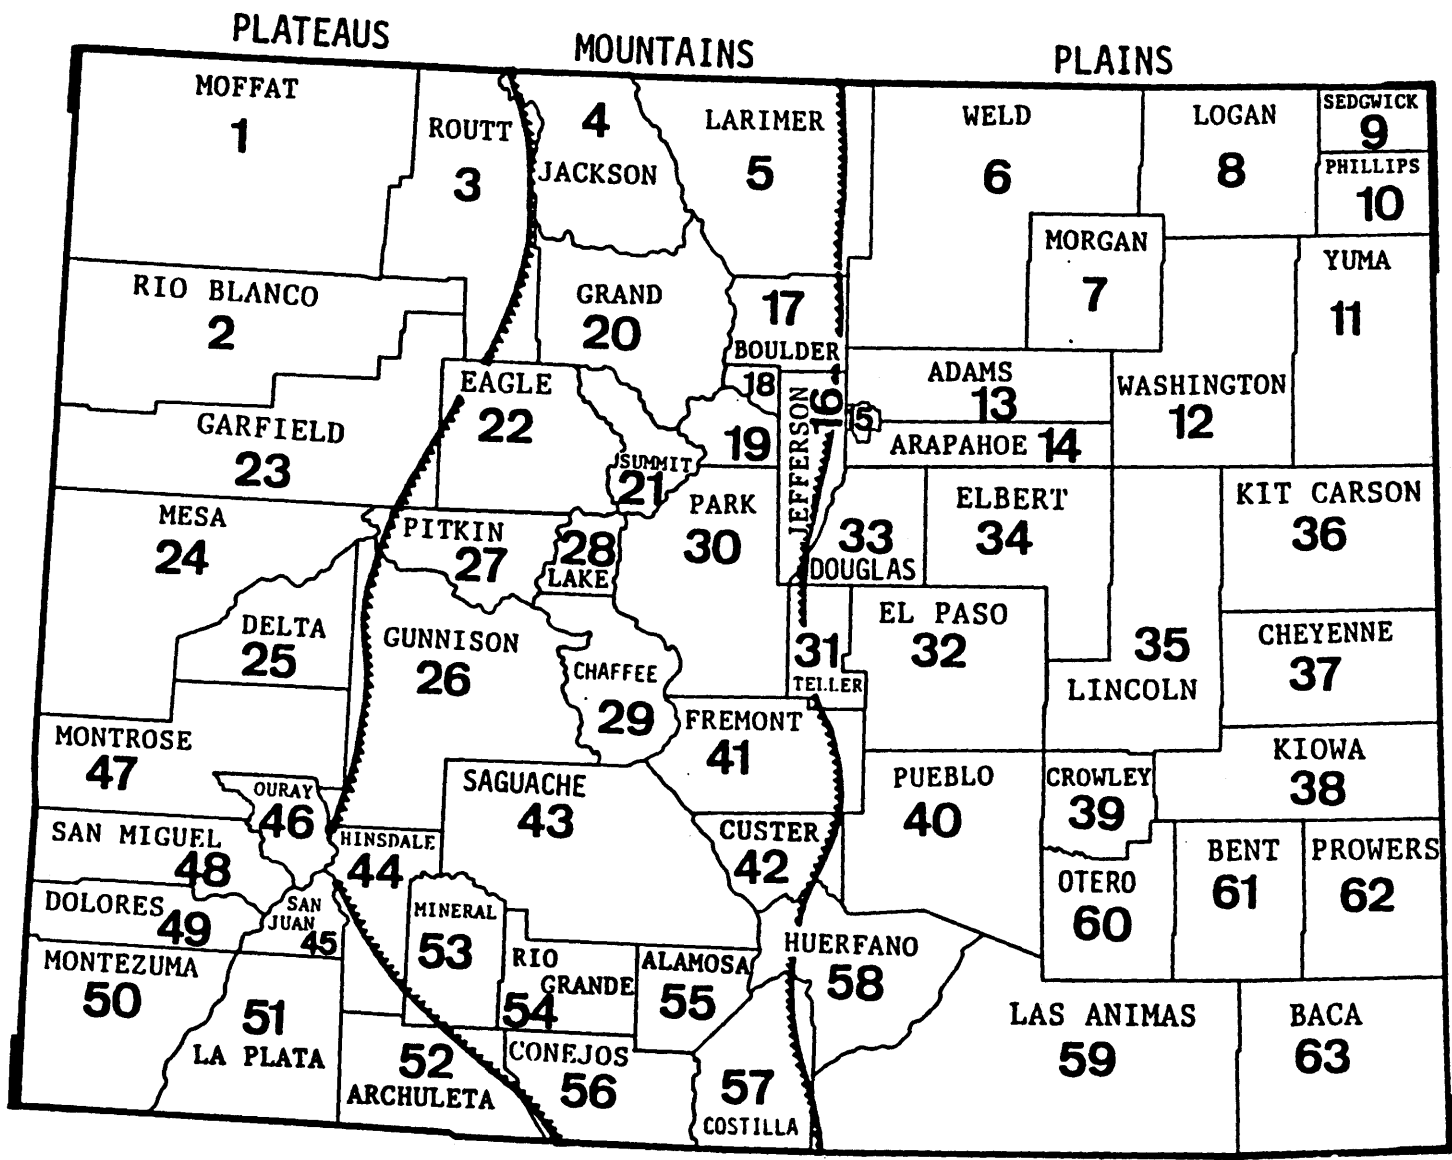 PLATEAUS
MOUNTAINS
PLAINS
MOFFAT
1
ROUTT
3
4
JACKSON
LARIMER
5
WELD
6
LOGAN
8
SEDGWICK
9
PHILLIPS
10
MORGAN
7
YUMA
11
RIO BLANCO
2
GRAND
20
17
BOULDER
EAGLE
22
18
JEFFERSON
16
15
ADAMS
13
WASHINGTON
12
GARFIELD
23
19
ARAPAHOE 14
SUMMIT
21
MESA
24
PITKIN
27
28
LAKE
PARK
30
33
DOUGLAS
ELBERT
34
KIT CARSON
36
DELTA
25
GUNNISON
26
CHAFFEE
29
31
TELLER
EL PASO
32
35
LINCOLN
CHEYENNE
37
MONTROSE
47
OURAY
46
SAGUACHE
43
FREMONT
41
PUEBLO
40
CROWLEY
39
KIOWA
38
SAN MIGUEL
48
HINSDALE
44
CUSTER
42
OTERO
60
BENT
61
PROWERS
62
DOLORES
49
SAN
JUAN
45
MINERAL
53
RIO
GRANDE
54
ALAMOSA
55
HUERFANO
58
MONTEZUMA
50
51
LA PLATA
52
ARCHULETA
CONEJOS
56
57
COSTILLA
LAS ANIMAS
59
BACA
63